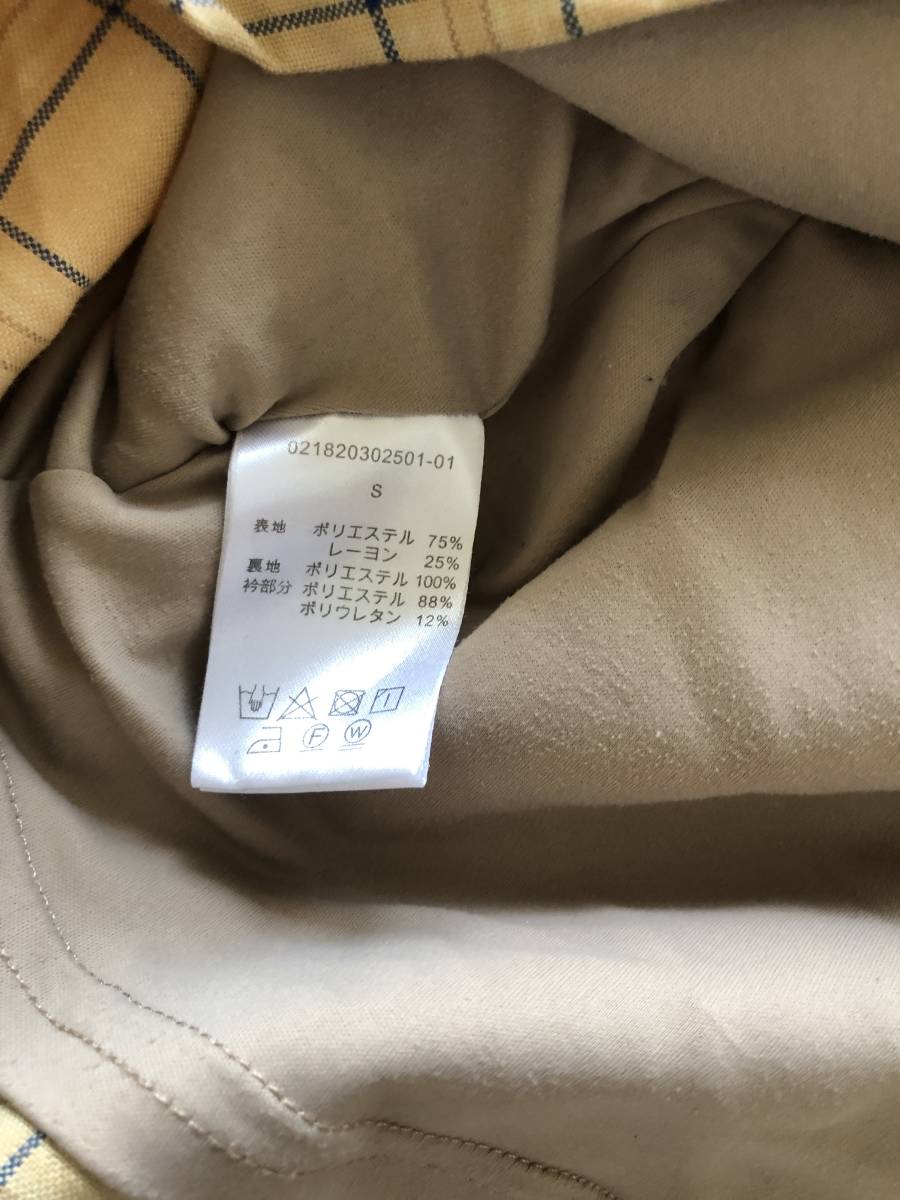 021820302501-01
S
表地 ポリエステル 75%
レーヨン 25%
裏地 ポリエステル 100%
衿部分 ポリエステル 88%
ポリウレタン 12%
F W